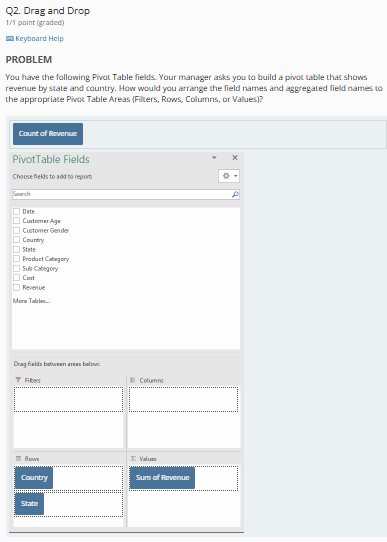 Q2. Drag and Drop
1/1 point (graded)
Keyboard Help
PROBLEM
You have the following Pivot Table fields. Your manager asks you to build a pivot table that shows
revenue by state and country. How would you arrange the field names and aggregated field names to
the appropriate Pivot Table Areas (Filters, Rows, Columns, or Values)?
Count of Revenue
PivotTable Fields
Choose fields to add to report:
Search
Date
Customer Age
Customer Gender
Country
State
Product Category
Sub Category
Cost
Revenue
More Tables...
Drag fields between areas below:
Filters
Columns
Rows
Values
Country
Sum of Revenue
State